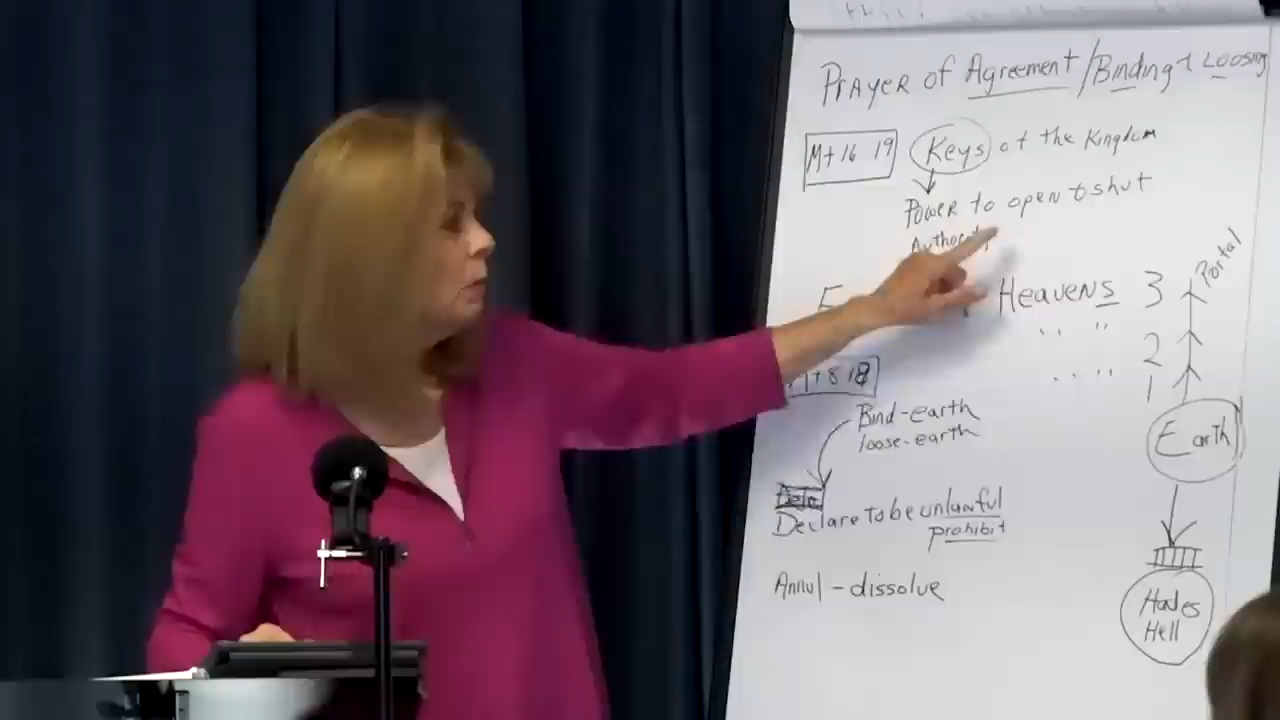 Prayer of Agreement / Binding & Loosing
Mt 16 19 Keys of the Kingdom
Power to open & shut
Authority
Heavens 3
" "
2
" "
1
Portal
Bind-earth
loose-earth
Earth
Declare to be unlawful
prohibit
Annul - dissolve
Hades
Hell